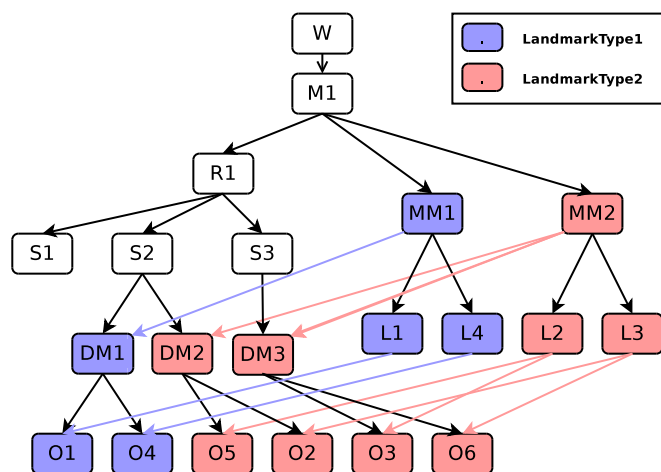 W
. LandmarkType1
. LandmarkType2
M1
R1
MM1 MM2
S1 S2 S3
L1 L4 L2 L3
DM1 DM2 DM3
O1 O4 O5 O2 O3 O6